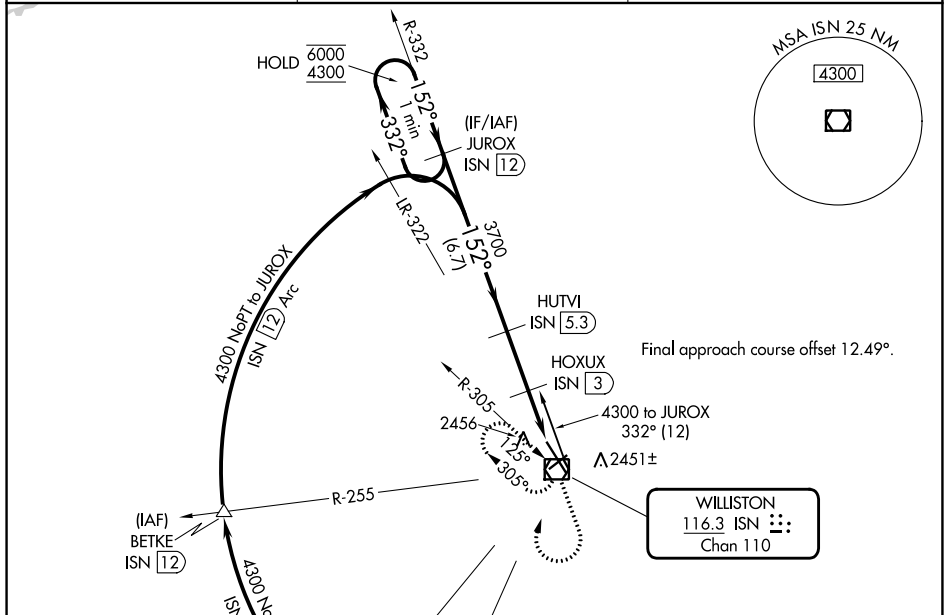 R-332
HOLD 6000
4300
152°
1 min
332°
(IF/IAF)
JUROX
ISN 12
LR-322
3700
152°
(6.7)
4300 NoPT to JUROX
ISN 12 Arc
HUTVI
ISN 5.3
HOXUX
ISN 3
Final approach course offset 12.49°.
R-305
4300 to JUROX
332° (12)
2456
125°
305°
2451±
R-255
(IAF)
BETKE
ISN 12
4300 No
ISN
WILLISTON
116.3 ISN
Chan 110
MSA ISN 25 NM
4300